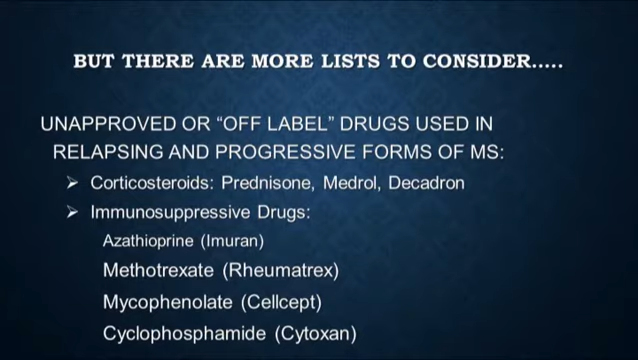 BUT THERE ARE MORE LISTS TO CONSIDER.....
UNAPPROVED OR “OFF LABEL” DRUGS USED IN
RELAPSING AND PROGRESSIVE FORMS OF MS:
➢ Corticosteroids: Prednisone, Medrol, Decadron
➢ Immunosuppressive Drugs:
Azathioprine (Imuran)
Methotrexate (Rheumatrex)
Mycophenolate (Cellcept)
Cyclophosphamide (Cytoxan)